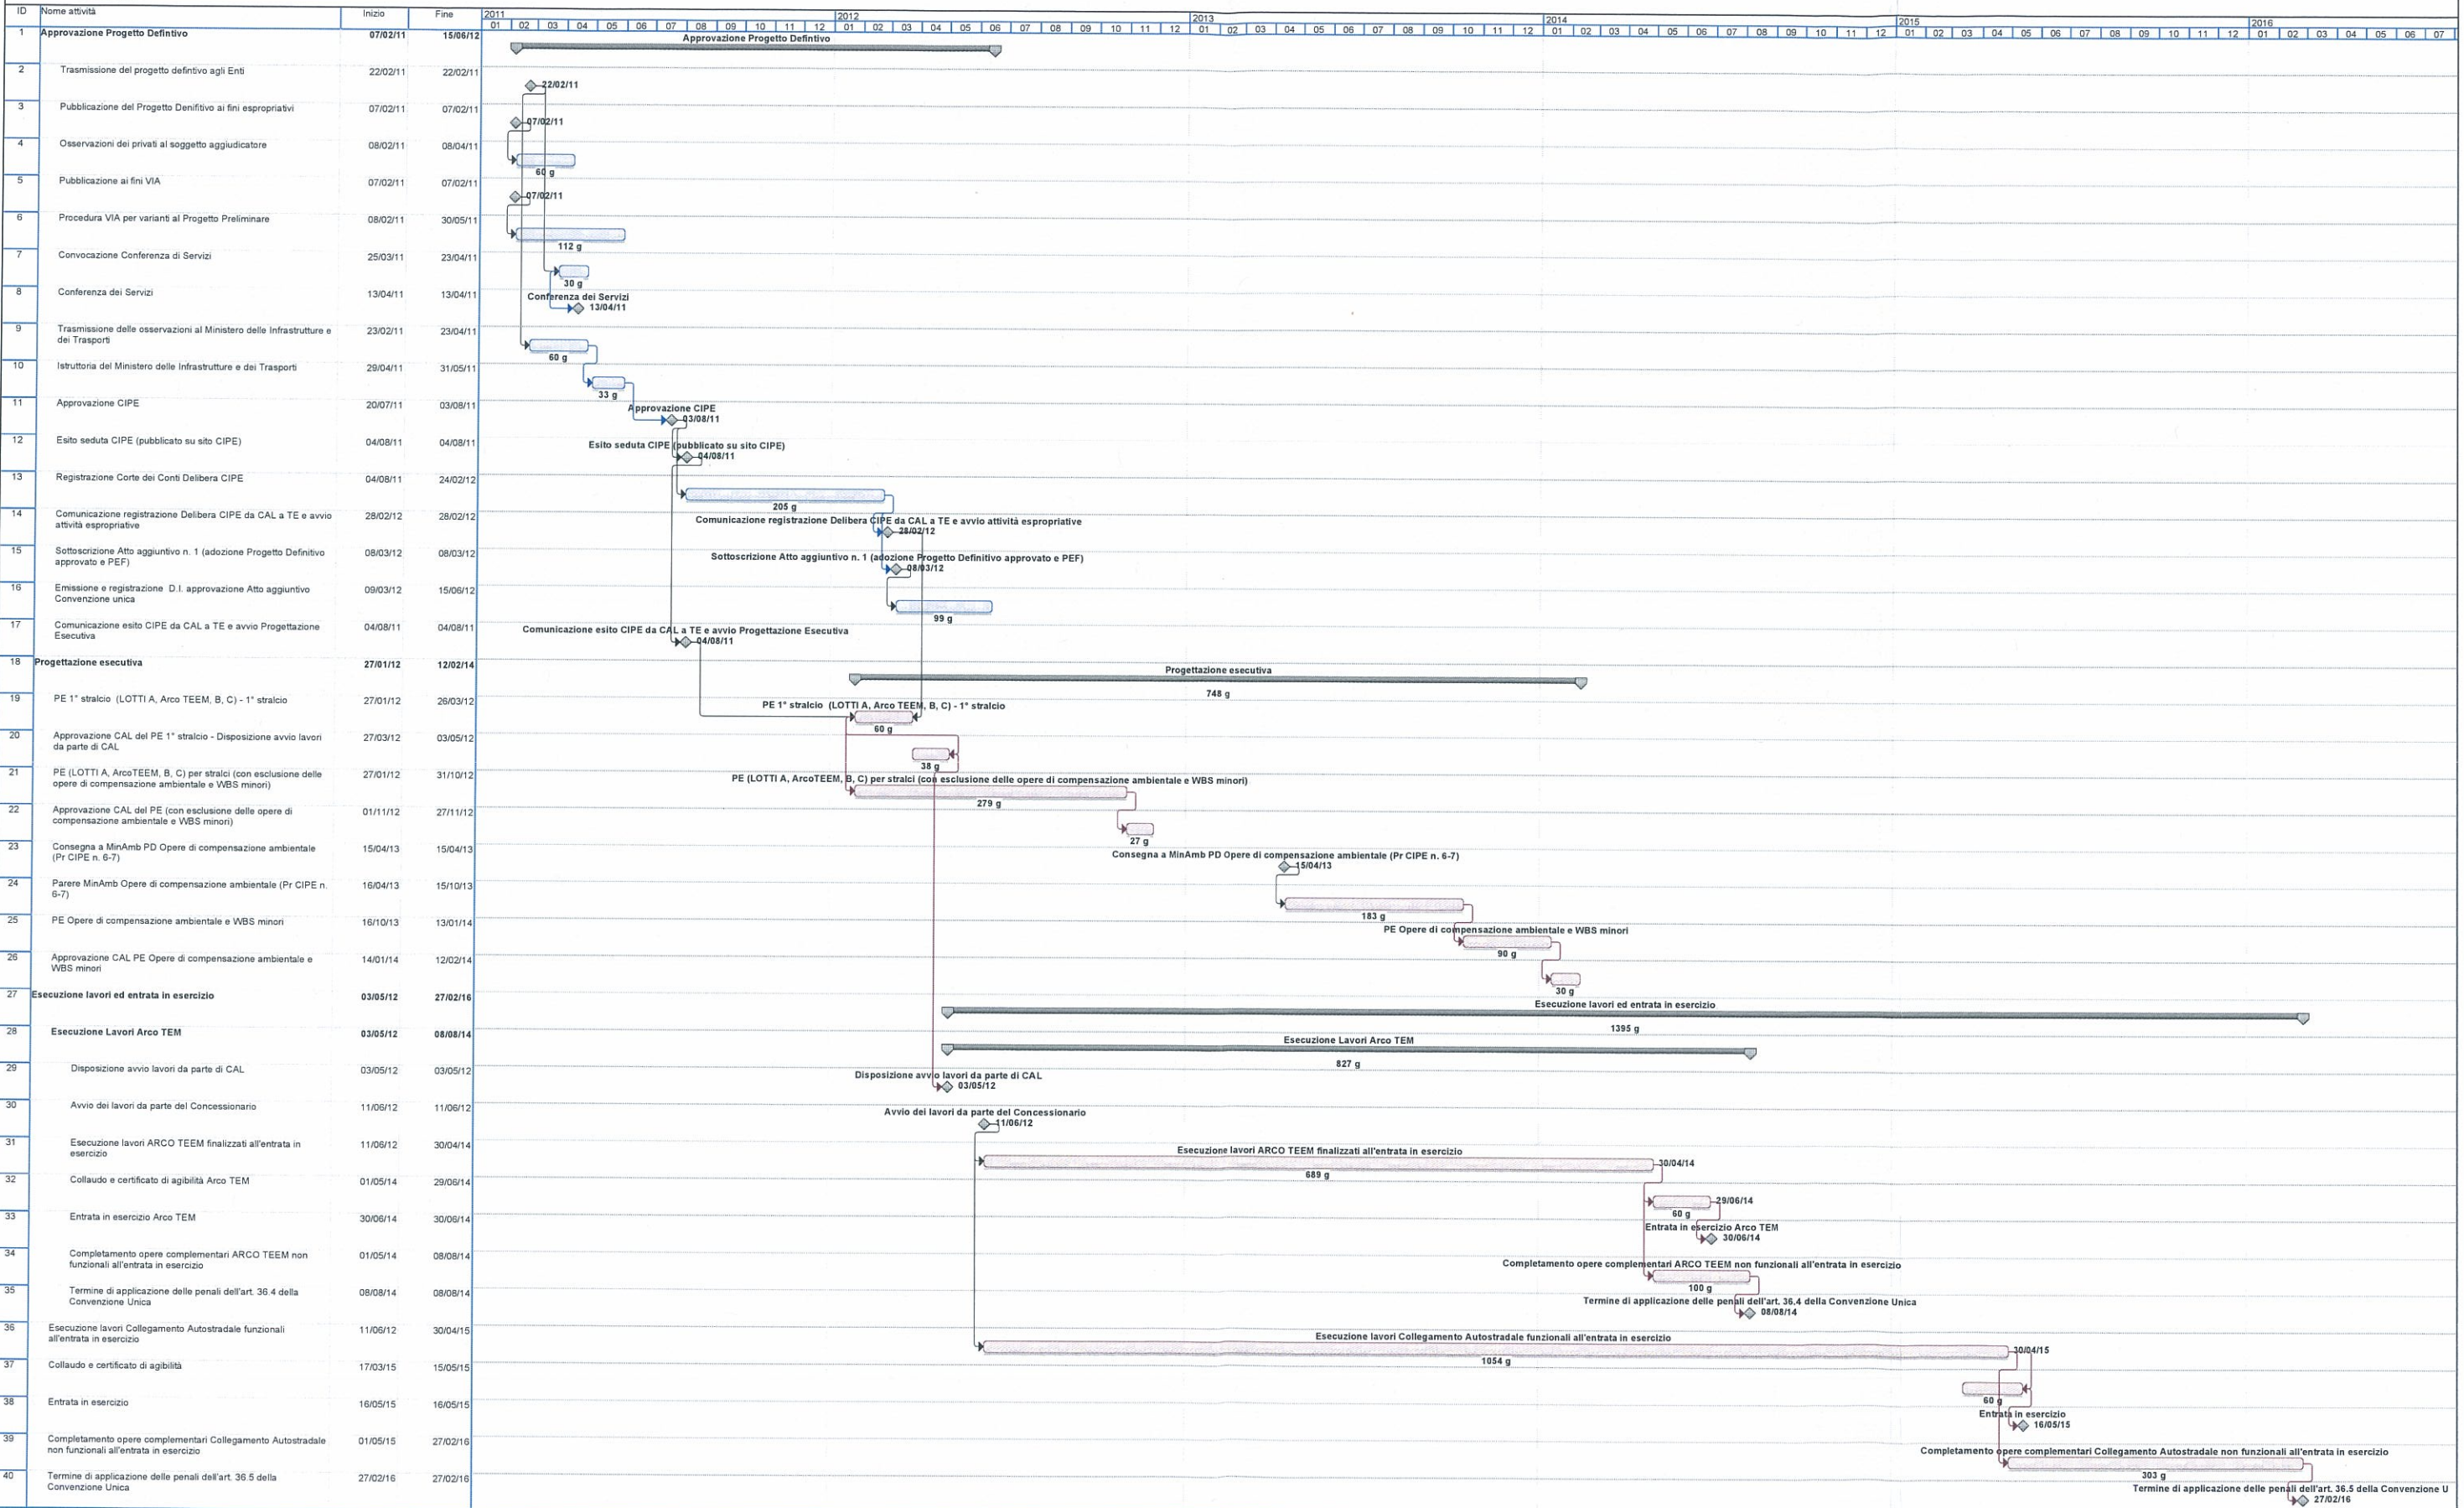 ID Nome attività Inizio Fine 2011 2012 2013 2014 2015 2016
01 02 03 04 05 06 07 08 09 10 11 12 01 02 03 04 05 06 07 08 09 10 11 12 01 02 03 04 05 06 07 08 09 10 11 12 01 02 03 04 05 06 07 08 09 10 11 12 01 02 03 04 05 06 07 08 09 10 11 12 01 02 03 04 05 06 07
1 Approvazione Progetto Defintivo 07/02/11 15/06/12
Approvazione Progetto Defintivo
2 Trasmissione del progetto defintivo agli Enti 22/02/11 22/02/11
22/02/11
3 Pubblicazione del Progetto Denifitivo ai fini espropriativi 07/02/11 07/02/11
07/02/11
4 Osservazioni dei privati al soggetto aggiudicatore 08/02/11 08/04/11
60 g
5 Pubblicazione ai fini VIA 07/02/11 07/02/11
07/02/11
6 Procedura VIA per varianti al Progetto Preliminare 08/02/11 30/05/11
112 g
7 Convocazione Conferenza di Servizi 25/03/11 23/04/11
30 g
8 Conferenza dei Servizi 13/04/11 13/04/11
Conferenza dei Servizi
13/04/11
9 Trasmissione delle osservazioni al Ministero delle Infrastrutture e 23/02/11 23/04/11
dei Trasporti
60 g
10 Istruttoria del Ministero delle Infrastrutture e dei Trasporti 29/04/11 31/05/11
33 g
11 Approvazione CIPE 20/07/11 03/08/11
Approvazione CIPE
03/08/11
12 Esito seduta CIPE (pubblicato su sito CIPE) 04/08/11 04/08/11
Esito seduta CIPE (pubblicato su sito CIPE)
04/08/11
13 Registrazione Corte dei Conti Delibera CIPE 04/08/11 24/02/12
205 g
14 Comunicazione registrazione Delibera CIPE da CAL a TE e avvio 28/02/12 28/02/12
attività espropriative
Comunicazione registrazione Delibera CIPE da CAL a TE e avvio attività espropriative
28/02/12
15 Sottoscrizione Atto aggiuntivo n. 1 (adozione Progetto Definitivo 08/03/12 08/03/12
approvato e PEF)
Sottoscrizione Atto aggiuntivo n. 1 (adozione Progetto Definitivo approvato e PEF)
08/03/12
16 Emissione e registrazione D.I. approvazione Atto aggiuntivo 09/03/12 15/06/12
Convenzione unica
99 g
17 Comunicazione esito CIPE da CAL a TE e avvio Progettazione 04/08/11 04/08/11
Esecutiva
Comunicazione esito CIPE da CAL a TE e avvio Progettazione Esecutiva
04/08/11
18 Progettazione esecutiva 27/01/12 12/02/14
Progettazione esecutiva
748 g
19 PE 1° stralcio (LOTTI A, Arco TEEM, B, C) - 1° stralcio 27/01/12 26/03/12
PE 1° stralcio (LOTTI A, Arco TEEM, B, C) - 1° stralcio
60 g
20 Approvazione CAL del PE 1° stralcio - Disposizione avvio lavori 27/03/12 03/05/12
da parte di CAL
38 g
21 PE (LOTTI A, ArcoTEEM, B, C) per stralci (con esclusione delle 27/01/12 31/10/12
opere di compensazione ambientale e WBS minori)
PE (LOTTI A, ArcoTEEM, B, C) per stralci (con esclusione delle opere di compensazione ambientale e WBS minori)
279 g
22 Approvazione CAL del PE (con esclusione delle opere di 01/11/12 27/11/12
compensazione ambientale e WBS minori)
27 g
23 Consegna a MinAmb PD Opere di compensazione ambientale 15/04/13 15/04/13
(Pr CIPE n. 6-7)
Consegna a MinAmb PD Opere di compensazione ambientale (Pr CIPE n. 6-7)
15/04/13
24 Parere MinAmb Opere di compensazione ambientale (Pr CIPE n. 16/04/13 15/10/13
6-7)
183 g
25 PE Opere di compensazione ambientale e WBS minori 16/10/13 13/01/14
PE Opere di compensazione ambientale e WBS minori
90 g
26 Approvazione CAL PE Opere di compensazione ambientale e 14/01/14 12/02/14
WBS minori
30 g
27 Esecuzione lavori ed entrata in esercizio 03/05/12 27/02/16
Esecuzione lavori ed entrata in esercizio
1395 g
28 Esecuzione Lavori Arco TEM 03/05/12 08/08/14
Esecuzione Lavori Arco TEM
827 g
29 Disposizione avvio lavori da parte di CAL 03/05/12 03/05/12
Disposizione avvio lavori da parte di CAL
03/05/12
30 Avvio dei lavori da parte del Concessionario 11/06/12 11/06/12
Avvio dei lavori da parte del Concessionario
11/06/12
31 Esecuzione lavori ARCO TEEM finalizzati all'entrata in 11/06/12 30/04/14
esercizio
Esecuzione lavori ARCO TEEM finalizzati all'entrata in esercizio
30/04/14
689 g
32 Collaudo e certificato di agibilità Arco TEM 01/05/14 29/06/14
29/06/14
60 g
33 Entrata in esercizio Arco TEM 30/06/14 30/06/14
Entrata in esercizio Arco TEM
30/06/14
34 Completamento opere complementari ARCO TEEM non 01/05/14 08/08/14
funzionali all'entrata in esercizio
Completamento opere complementari ARCO TEEM non funzionali all'entrata in esercizio
100 g
35 Termine di applicazione delle penali dell'art. 36.4 della 08/08/14 08/08/14
Convenzione Unica
Termine di applicazione delle penali dell'art. 36.4 della Convenzione Unica
08/08/14
36 Esecuzione lavori Collegamento Autostradale funzionali 11/06/12 30/04/15
all'entrata in esercizio
Esecuzione lavori Collegamento Autostradale funzionali all'entrata in esercizio
30/04/15
1054 g
37 Collaudo e certificato di agibilità 17/03/15 15/05/15
60 g
38 Entrata in esercizio 16/05/15 16/05/15
Entrata in esercizio
16/05/15
39 Completamento opere complementari Collegamento Autostradale 01/05/15 27/02/16
non funzionali all'entrata in esercizio
Completamento opere complementari Collegamento Autostradale non funzionali all'entrata in esercizio
303 g
40 Termine di applicazione delle penali dell'art. 36.5 della 27/02/16 27/02/16
Convenzione Unica
Termine di applicazione delle penali dell'art. 36.5 della Convenzione U
27/02/16